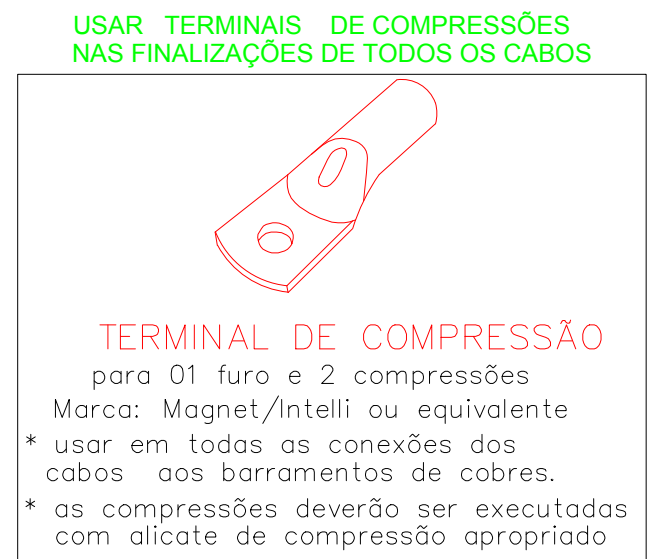 USAR TERMINAIS DE COMPRESSÕES
NAS FINALIZAÇÕES DE TODOS OS CABOS
TERMINAL DE COMPRESSÃO
para 01 furo e 2 compressões
Marca: Magnet/Intelli ou equivalente
* usar em todas as conexões dos
cabos aos barramentos de cobres.
* as compressões deverão ser executadas
com alicate de compressão apropriado